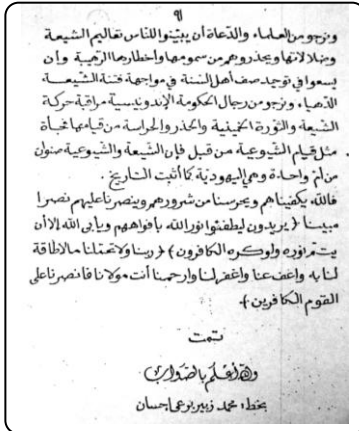 ٩١
ونرجو من العلماء والدعاة أن يبينوا للناس تعاليم الشيعة
وضلالاتها ويحذروهم من سمومها وأخطارها الرهيبة وأن
يسعوا في توحيد صف أهل السنة في مواجهة فتنة الشيعة
الدهياء ونرجو من رجال الحكومة الإندونيسية مراقبة حركة
الشيعة والثورة الخمينية والحذر والحراسة من قيامها فجأة
مثل قيام الشيوعية من قبل فإن الشيعة والشيوعية صنوان
من أم واحدة وهي اليهودية كما أثبت التاريخ .
فالله يكفيناهم ويحرسنا من شرورهم وينصرنا عليهم نصرا
مبينا ﴿ يريدون ليطفئوا نور الله بأفواههم ويأبى الله إلا أن
يتم نوره ولو كره الكافرون ﴾ ﴿ ربنا ولا تحملنا ما لا طاقة
لنا به واعف عنا واغفر لنا وارحمنا أنت مولانا فانصرنا على
القوم الكافرين ﴾ .
تمت
والله أعلم بالصواب
بخط : محمد زبير بوعي إحسان